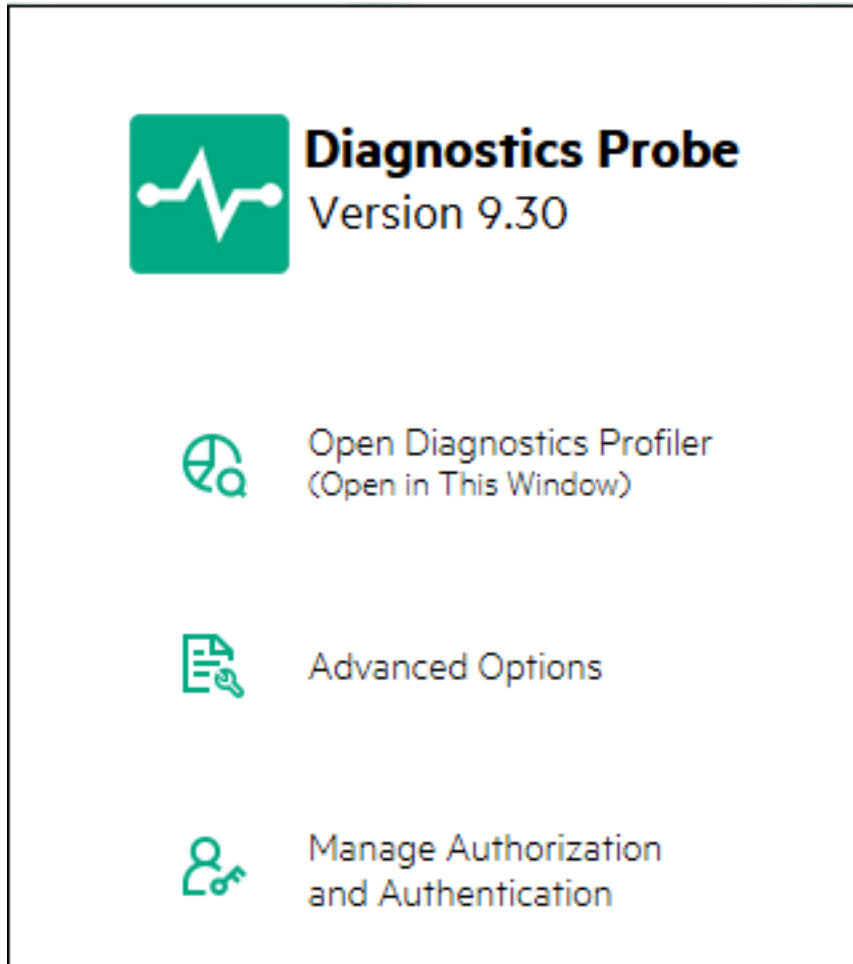 Diagnostics Probe
Version 9.30
Open Diagnostics Profiler
(Open in This Window)
Advanced Options
Manage Authorization
and Authentication